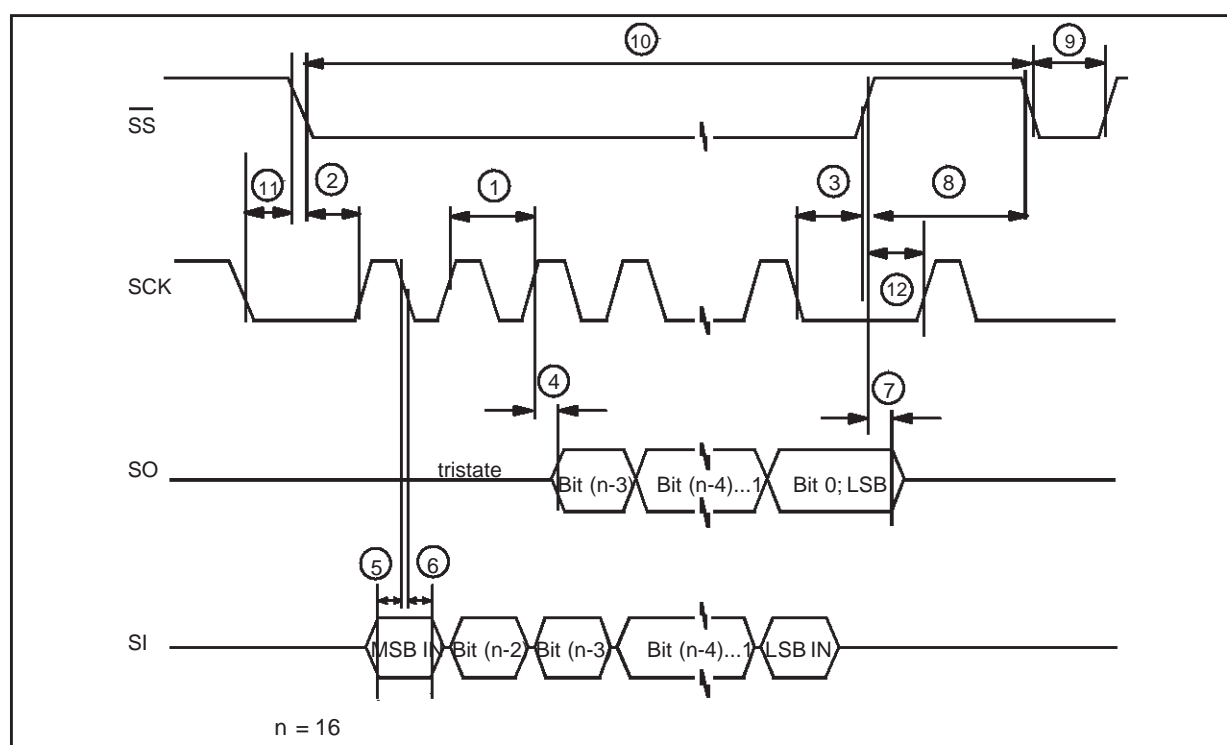 10
9
SS
11
2
1
3
8
SCK
12
4
7
SO
tristate
Bit (n-3)
Bit (n-4)...1
Bit 0; LSB
5
6
SI
MSB IN
Bit (n-2)
Bit (n-3)
Bit (n-4)...1
LSB IN
n = 16